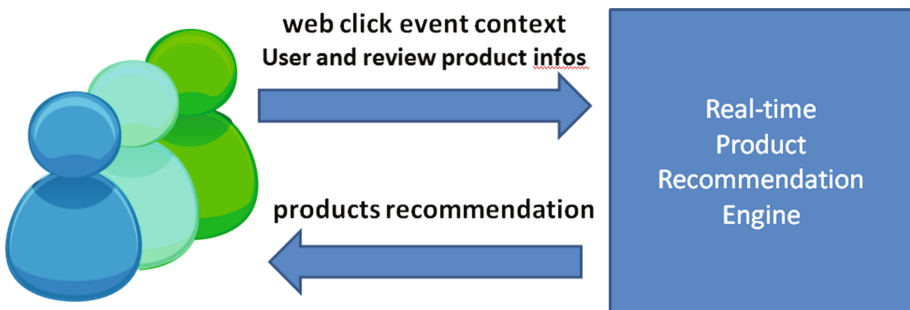 web click event context
User and review product infos
Real-time
Product
Recommendation
Engine
products recommendation